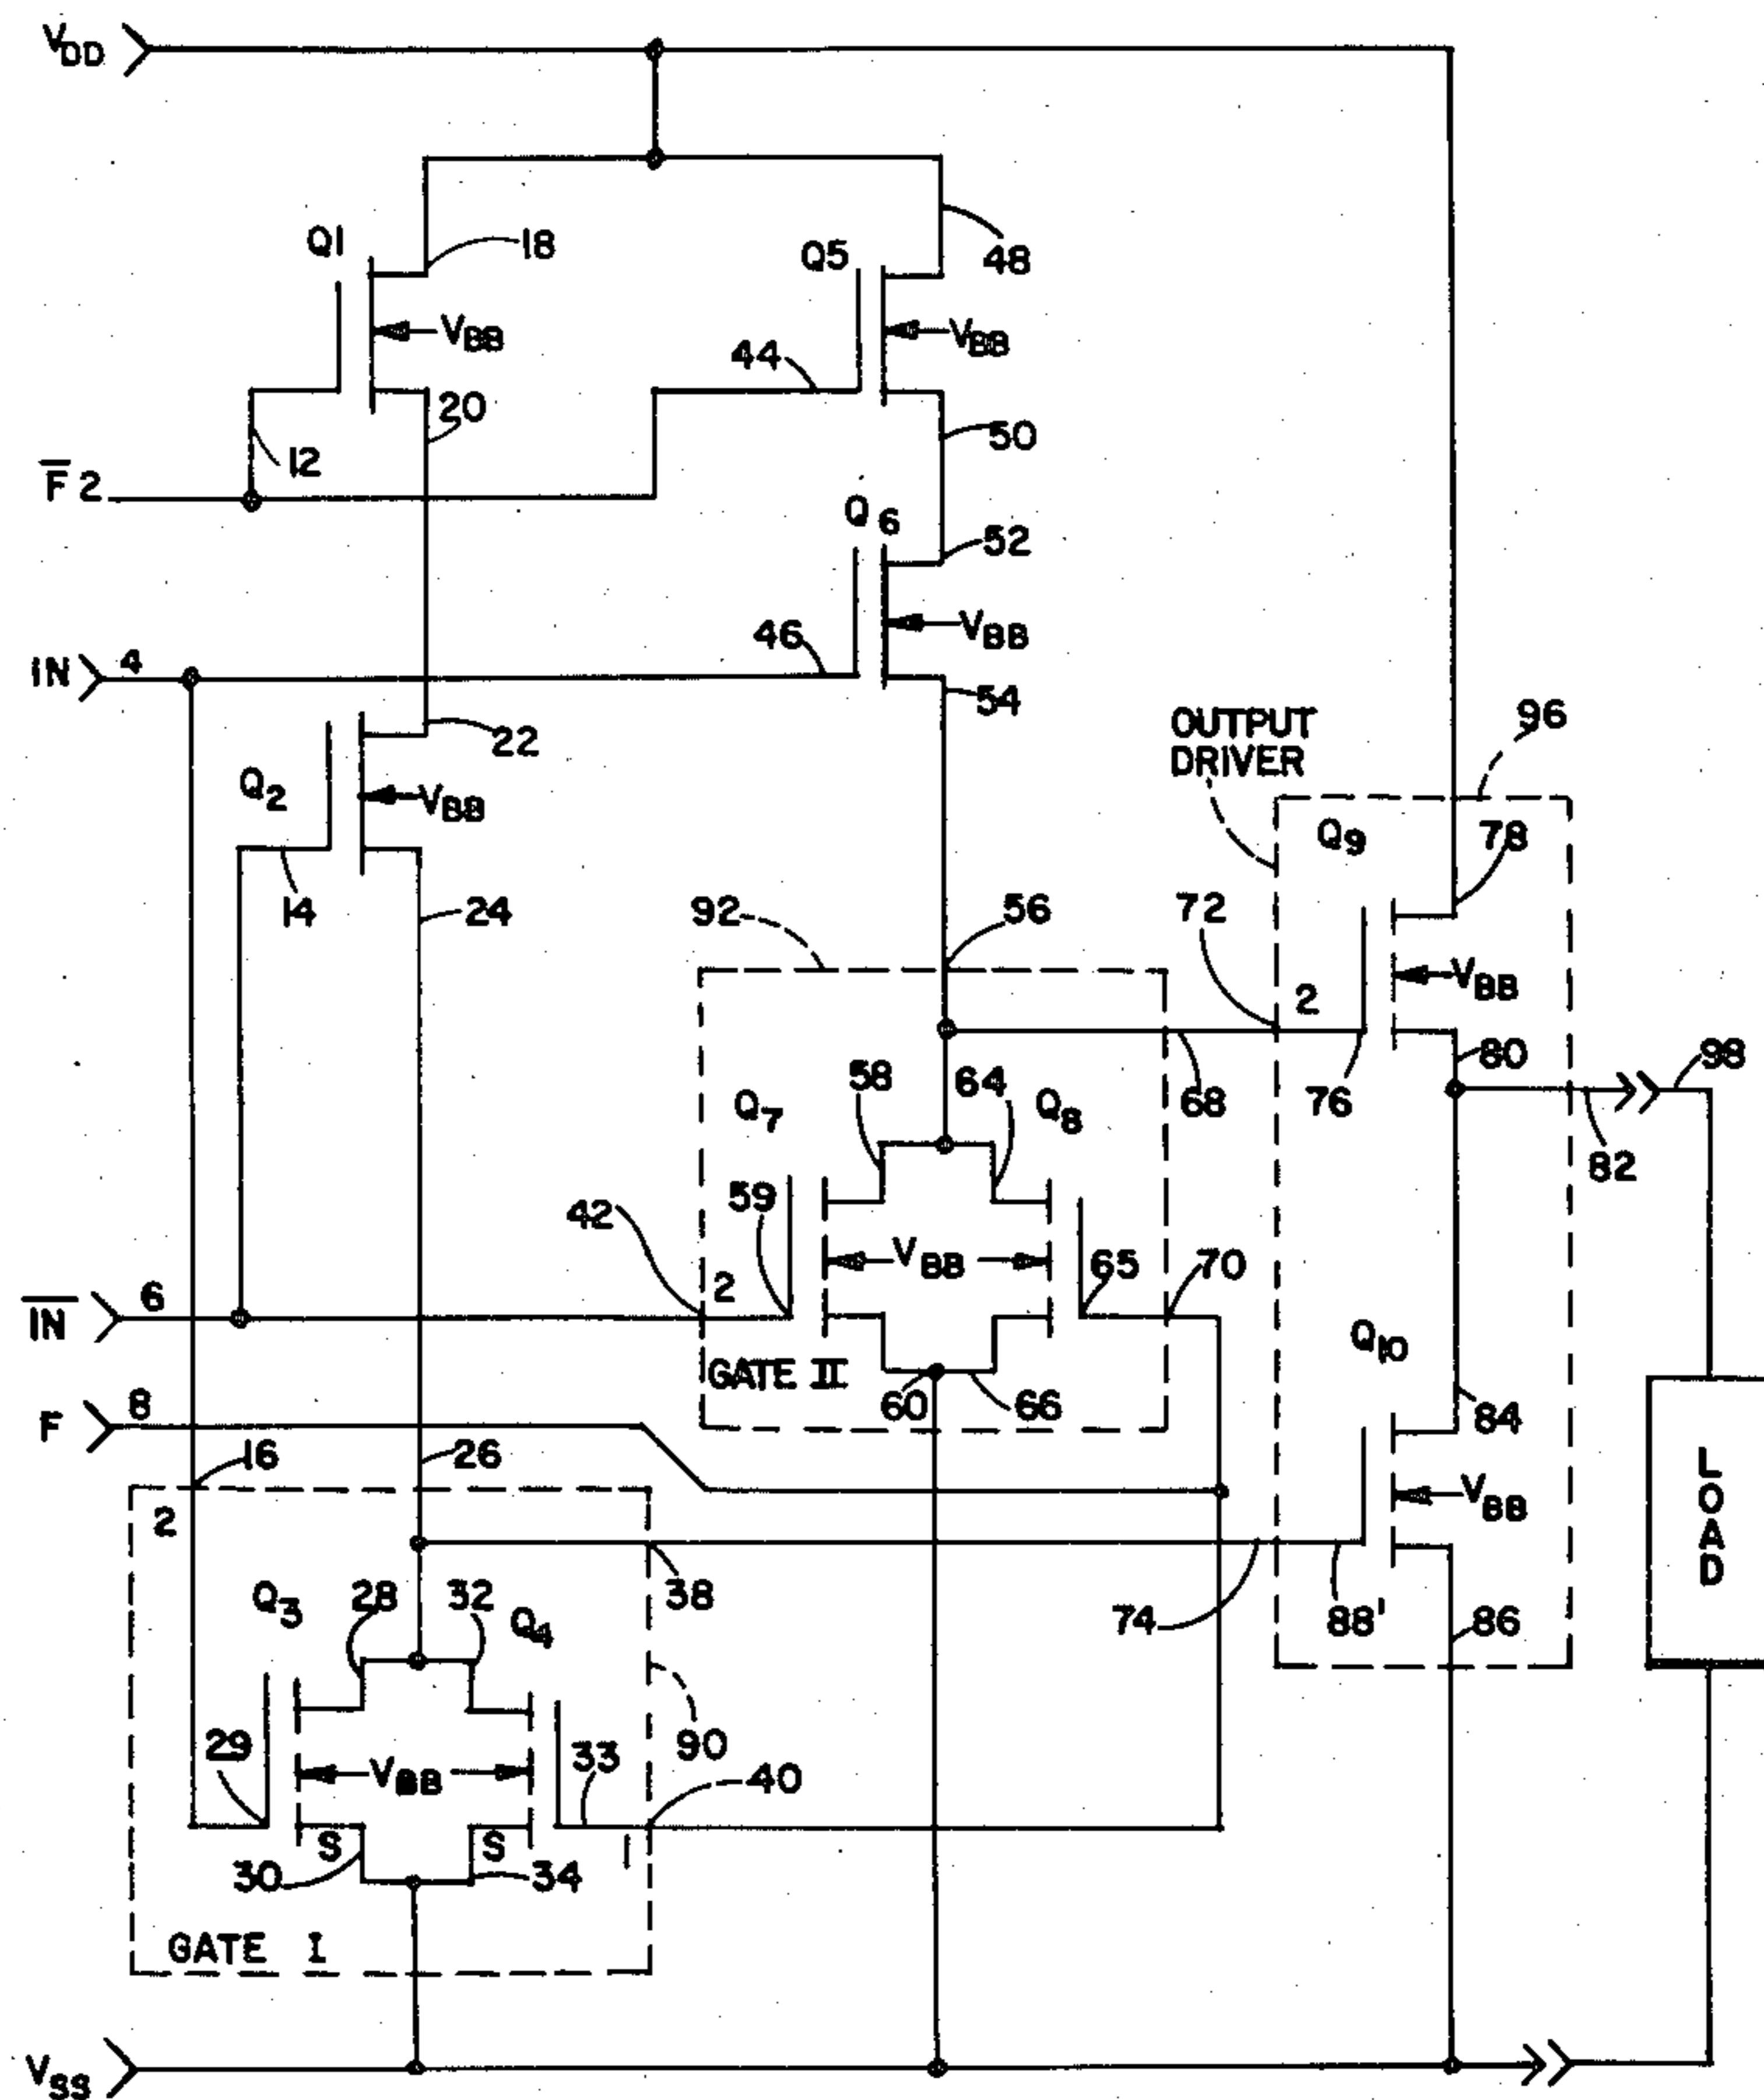 VDD
Q1
18
Q5
48
VBB
VBB
44
20
50
12
F̅ 2
Q6
52
IN
4
46
VBB
54
22
OUTPUT
DRIVER
96
Q2
VBB
Q9
78
14
24
92
56
72
2
VBB
58
64
80
98
Q7
Q8
68
76
82
59
42
2
VBB
65
70
I̅N̅
6
Q10
GATE II
60
66
84
F
8
16
26
2
VBB
LOAD
Q3
28
32
Q4
38
74
88'
86
29
VBB
33
90
40
S
S
1
30
34
GATE I
VSS